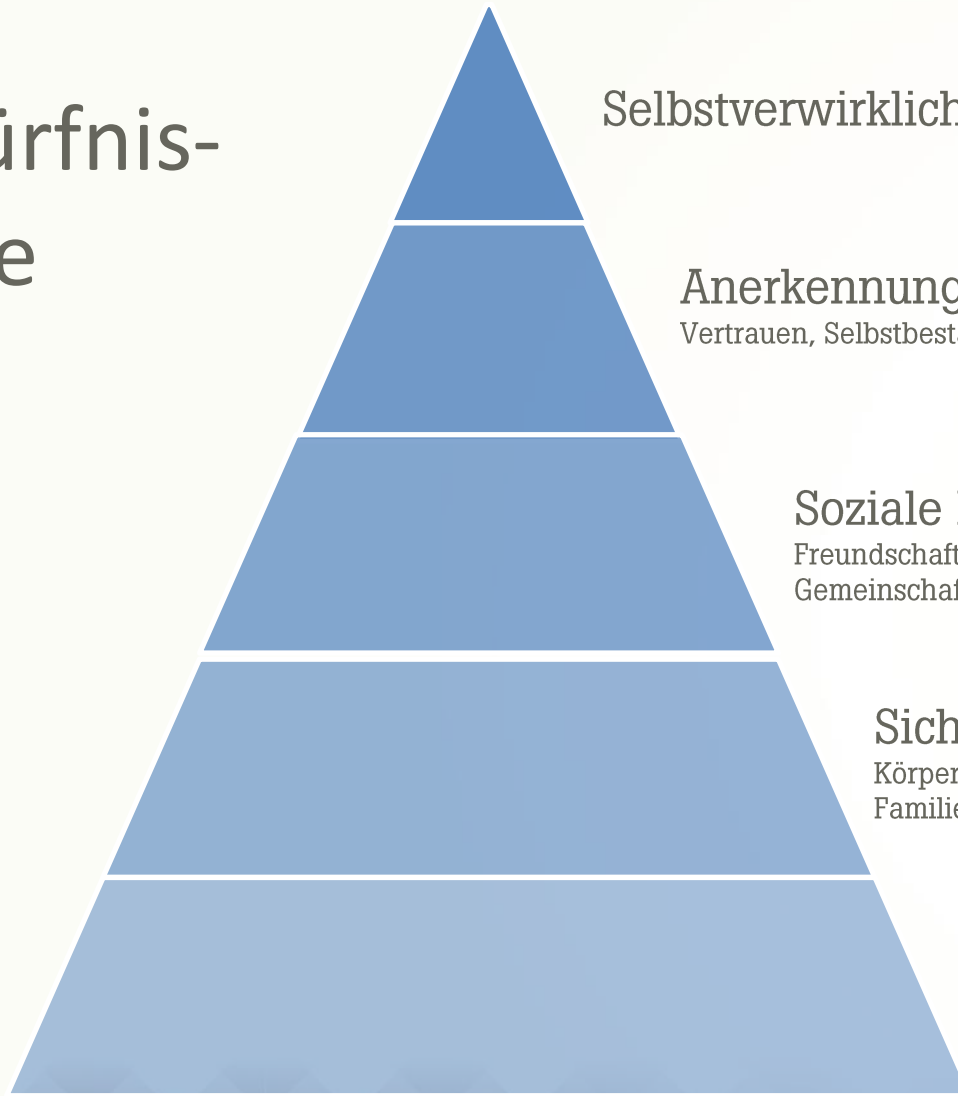 ürfnis-
e
Selbstverwirklich
Anerkennung
Vertrauen, Selbstbest
Soziale
Freundschaft
Gemeinschaf
Sich
Körper
Familie